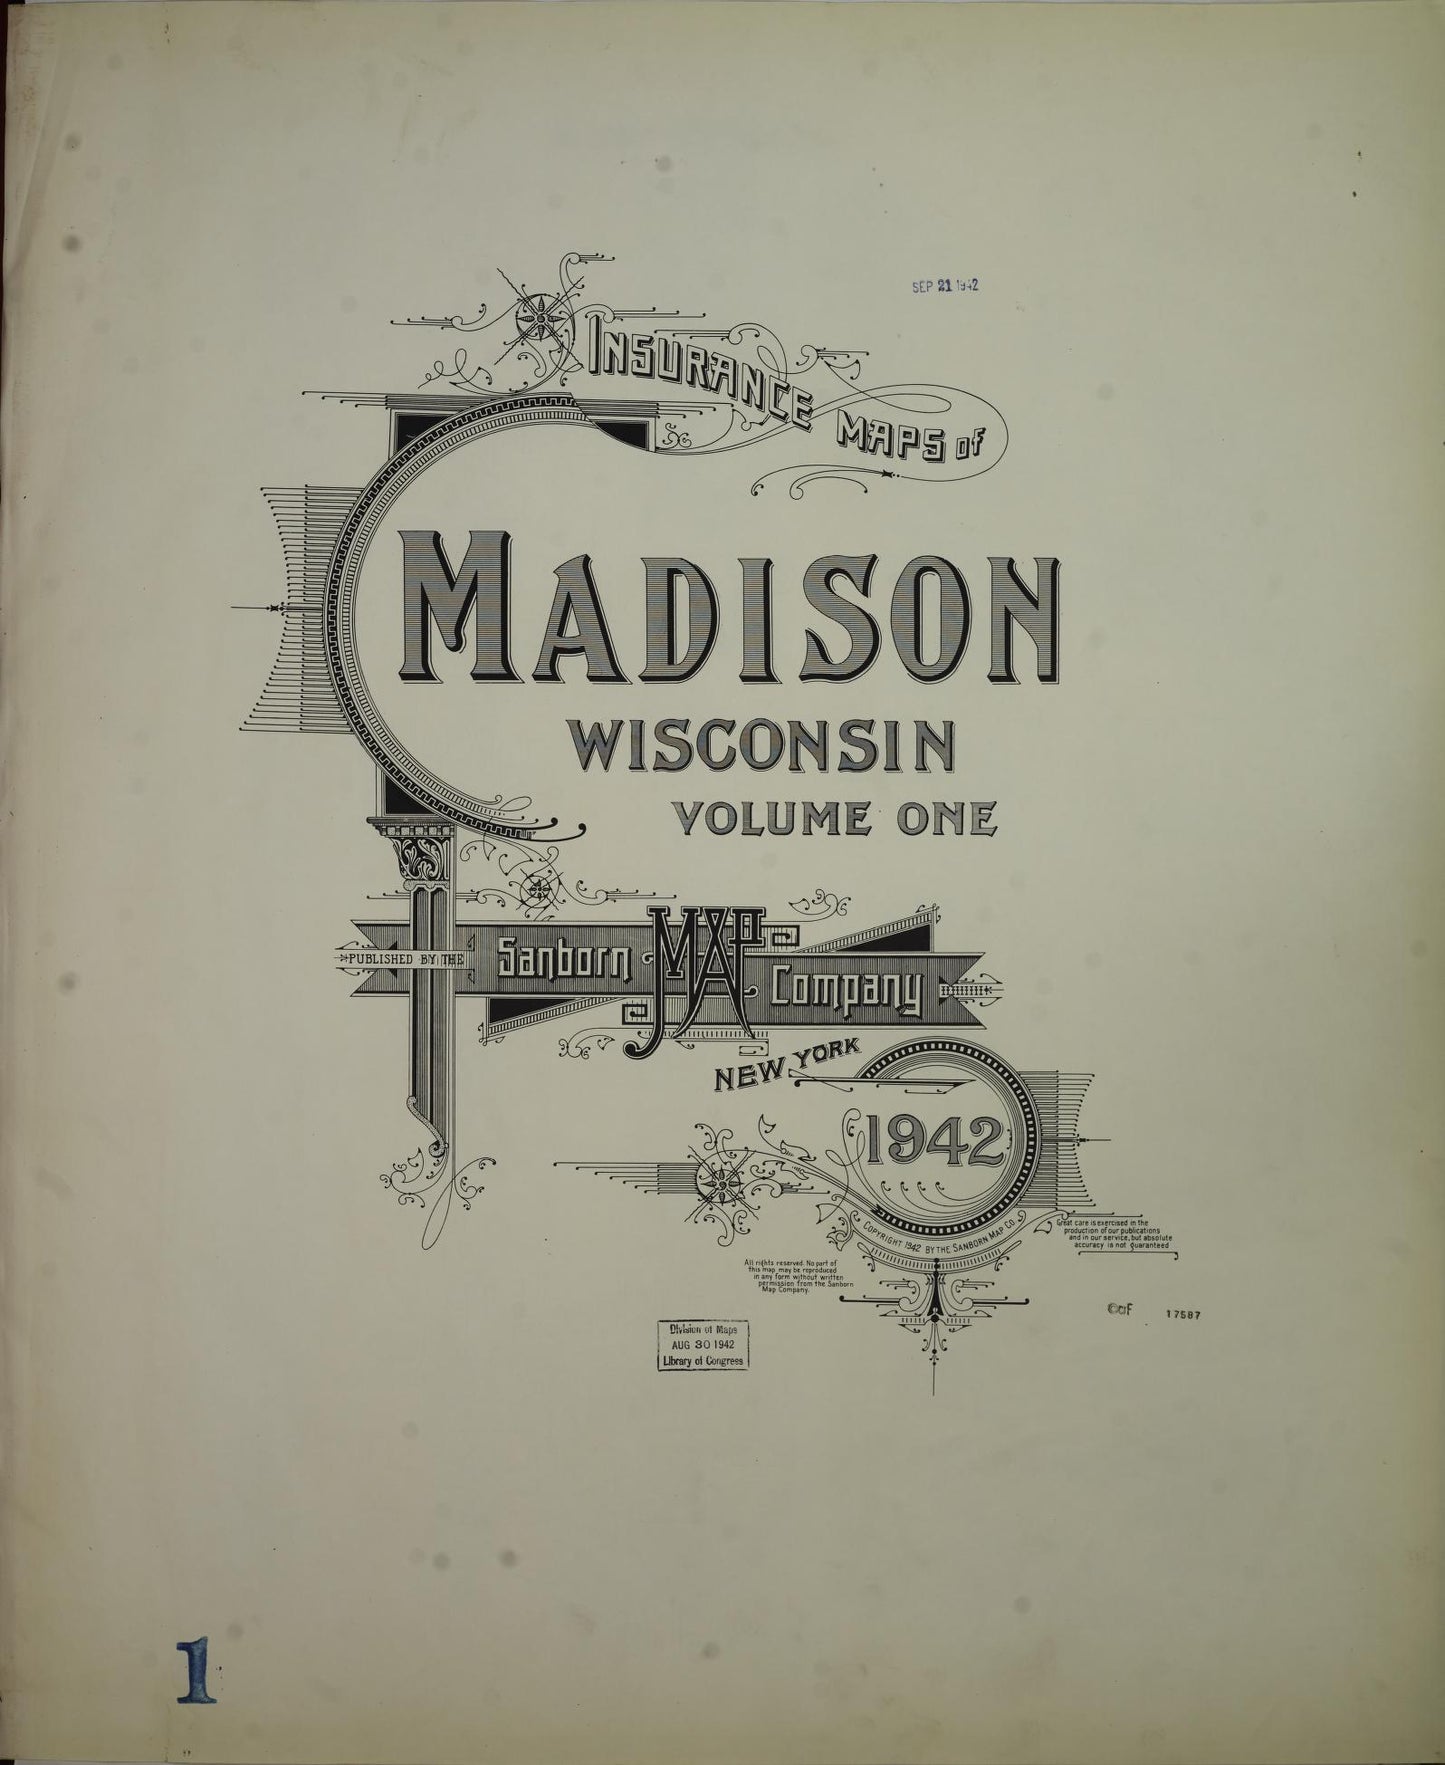 SEP 21 1942
INSURANCE MAPS of
MADISON
WISCONSIN
VOLUME ONE
PUBLISHED BY THE Sanborn MAP Company
NEW YORK
1942
COPYRIGHT 1942 BY THE SANBORN MAP CO.
Great care is exercised in the
production of our publications
and in our service, but absolute
accuracy is not guaranteed
All rights reserved. No part of
this map may be reproduced
in any form without written
permission from the Sanborn
Map Company.
17587
Division of Maps
AUG 30 1942
Library of Congress
1